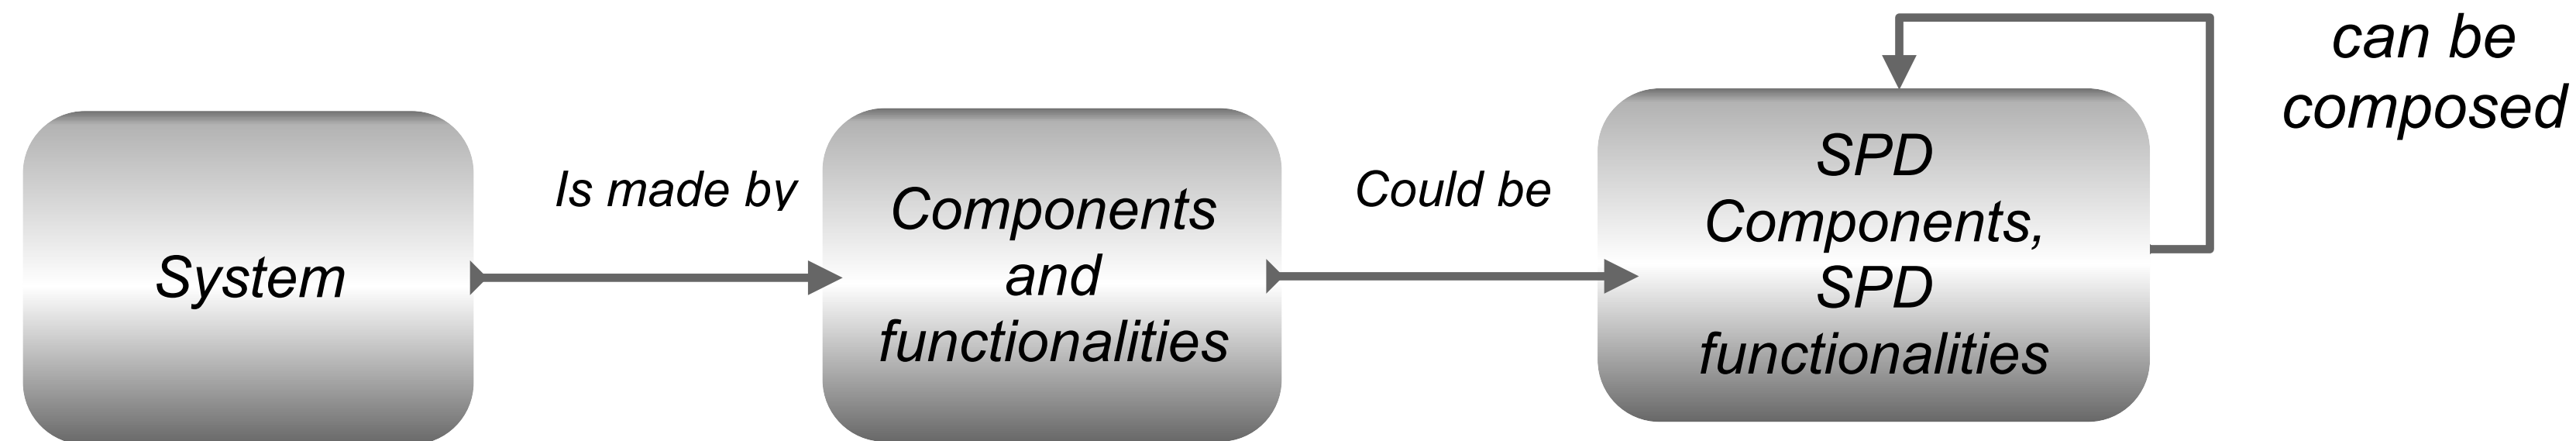 System
Is made by
Components
and
functionalities
Could be
SPD
Components,
SPD
functionalities
can be
composed